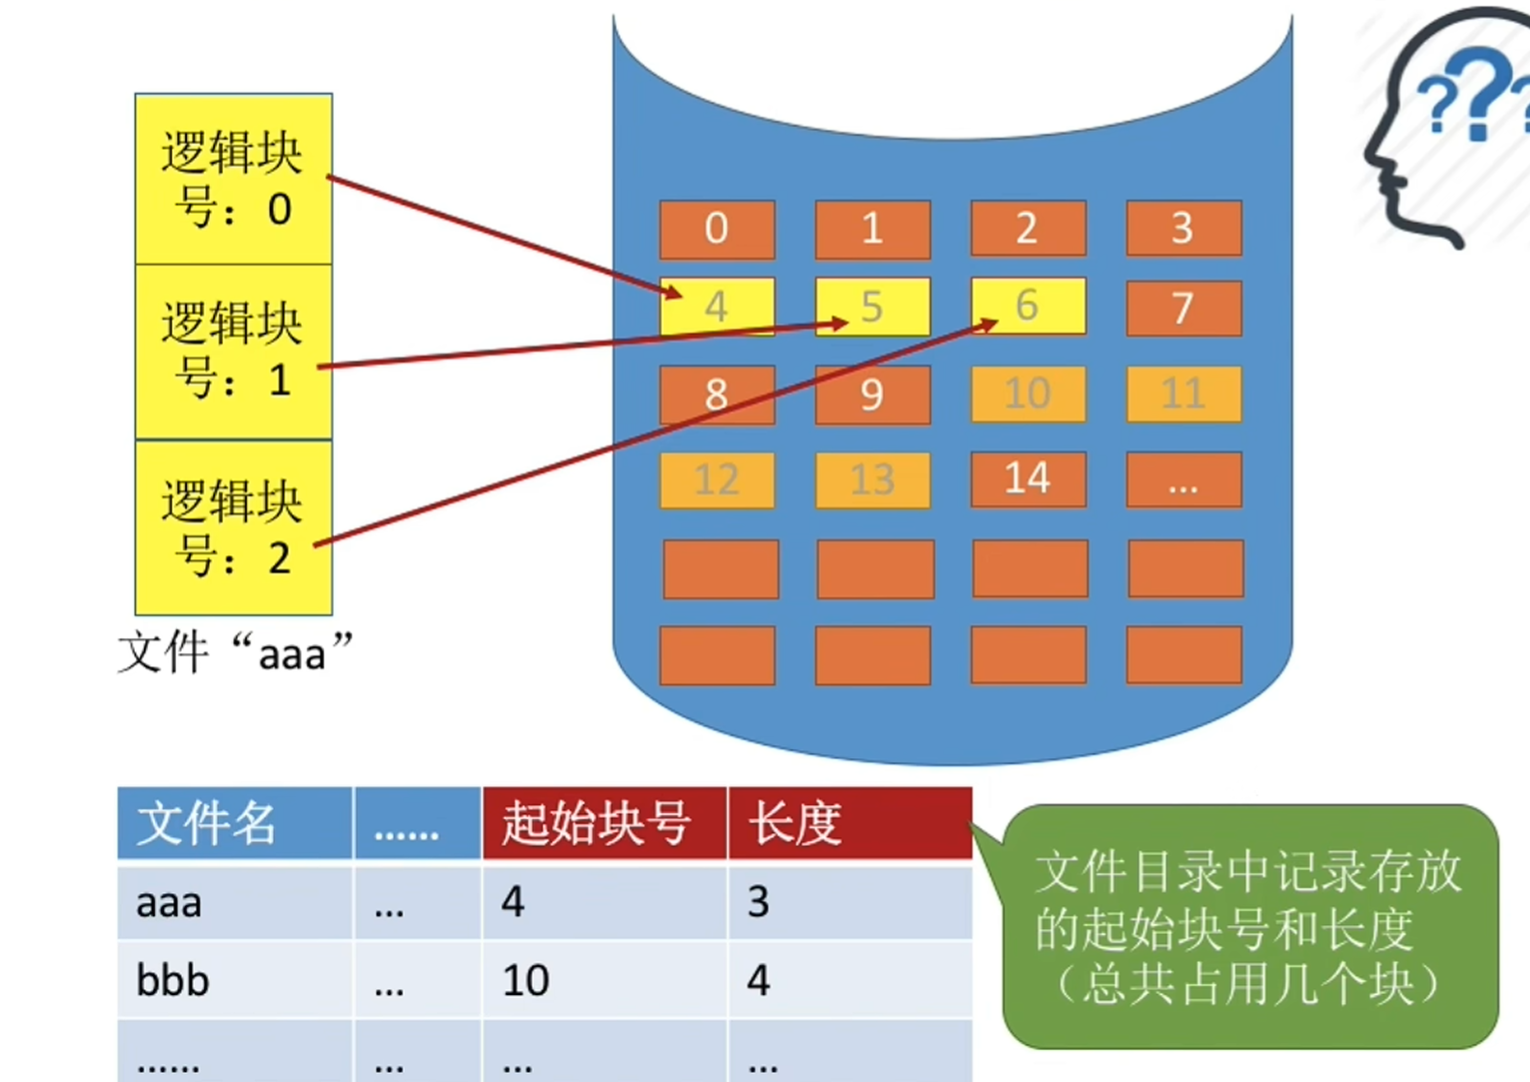 逻辑块
号：0
逻辑块
号：1
逻辑块
号：2
文件“aaa”
0 1 2 3
4 5 6 7
8 9 10 11
12 13 14 ...
???
文件名 …… 起始块号 长度
aaa ... 4 3
bbb ... 10 4
…… ... ... ...
文件目录中记录存放
的起始块号和长度
（总共占用几个块）